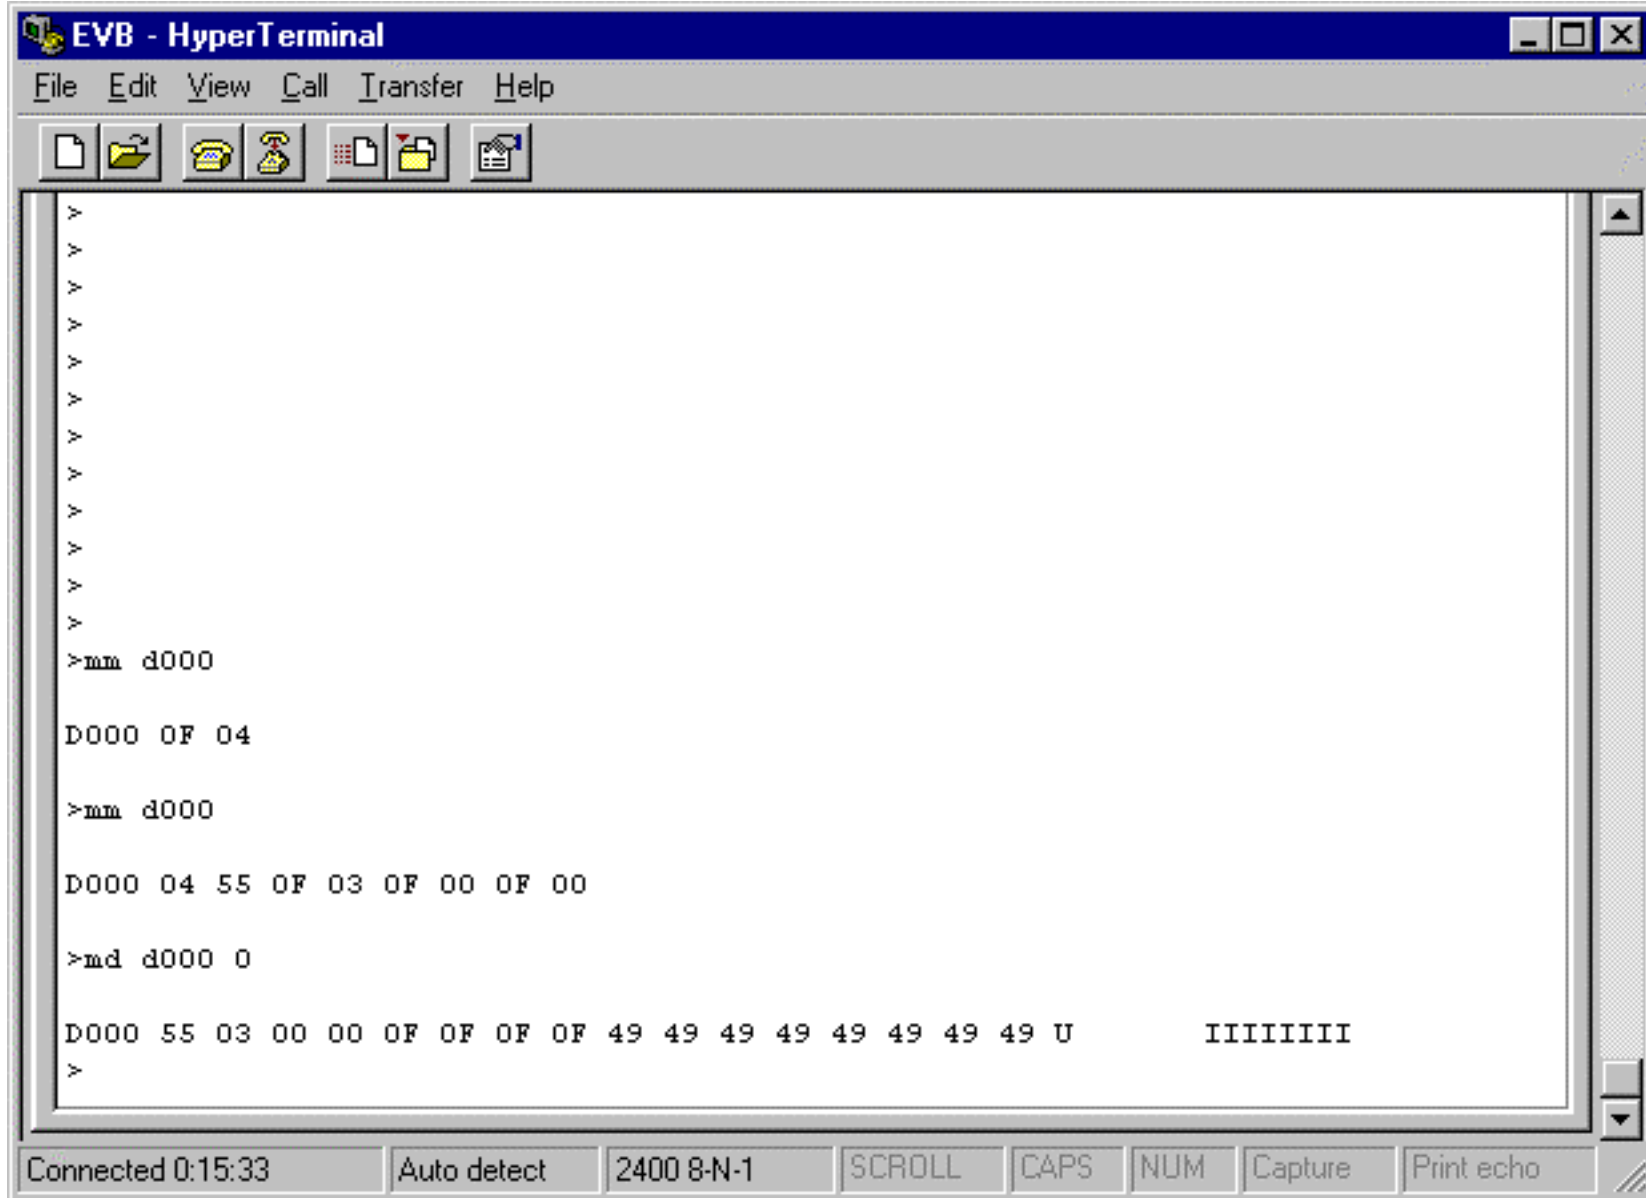 EVB - HyperTerminal
File Edit View Call Transfer Help
>
>
>
>
>
>
>
>
>
>
>
>
>mm d000
D000 0F 04
>mm d000
D000 04 55 0F 03 0F 00 0F 00
>md d000 0
D000 55 03 00 00 0F 0F 0F 0F 49 49 49 49 49 49 49 49 U      IIIIIIII
>
Connected 0:15:33 Auto detect 2400 8-N-1 SCROLL CAPS NUM Capture Print echo